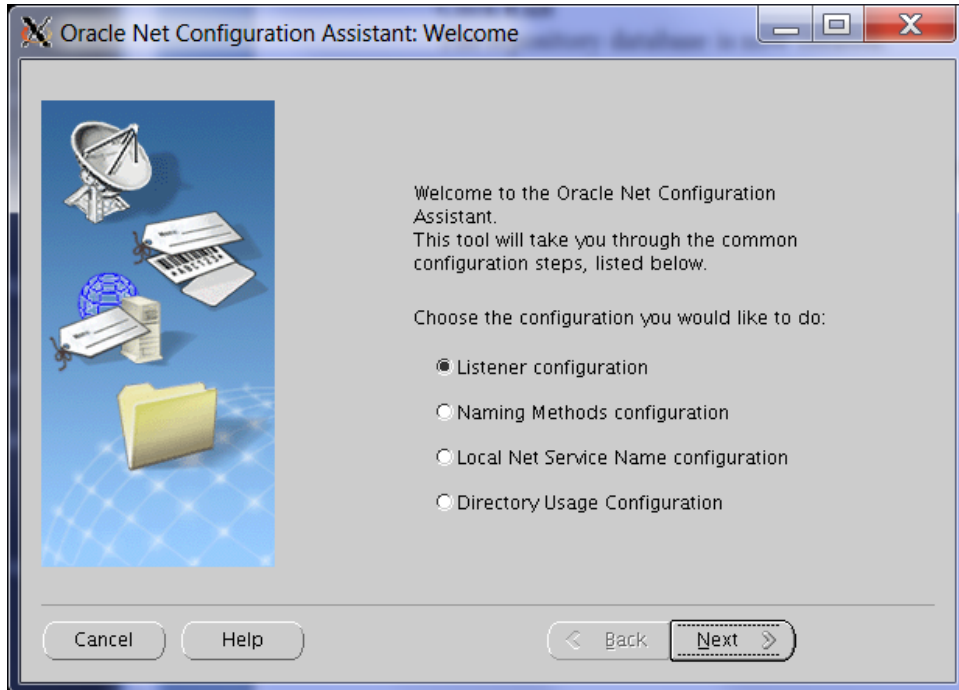 Oracle Net Configuration Assistant: Welcome
Welcome to the Oracle Net Configuration
Assistant.
This tool will take you through the common
configuration steps, listed below.
Choose the configuration you would like to do:
Listener configuration
Naming Methods configuration
Local Net Service Name configuration
Directory Usage Configuration
Cancel
Help
Back
Next